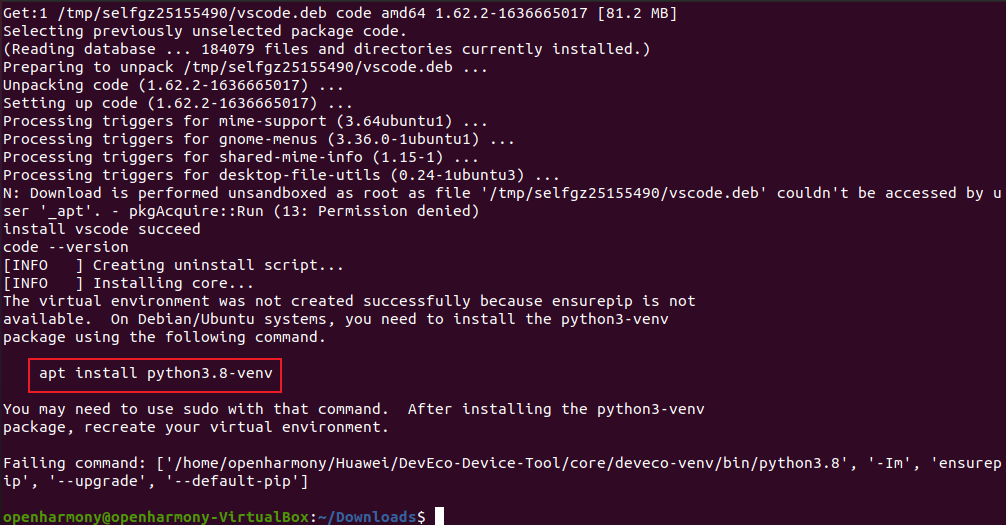 Get:1 /tmp/selfgz25155490/vscode.deb code amd64 1.62.2-1636665017 [81.2 MB]
Selecting previously unselected package code.
(Reading database ... 184079 files and directories currently installed.)
Preparing to unpack /tmp/selfgz25155490/vscode.deb ...
Unpacking code (1.62.2-1636665017) ...
Setting up code (1.62.2-1636665017) ...
Processing triggers for mime-support (3.64ubuntu1) ...
Processing triggers for gnome-menus (3.36.0-1ubuntu1) ...
Processing triggers for shared-mime-info (1.15-1) ...
Processing triggers for desktop-file-utils (0.24-1ubuntu3) ...
N: Download is performed unsandboxed as root as file '/tmp/selfgz25155490/vscode.deb' couldn't be accessed by u
ser '_apt'. - pkgAcquire::Run (13: Permission denied)
install vscode succeed
code --version
[INFO   ] Creating uninstall script...
[INFO   ] Installing core...
The virtual environment was not created successfully because ensurepip is not
available.  On Debian/Ubuntu systems, you need to install the python3-venv
package using the following command.
    apt install python3.8-venv
You may need to use sudo with that command.  After installing the python3-venv
package, recreate your virtual environment.
Failing command: ['/home/openharmony/Huawei/DevEco-Device-Tool/core/deveco-venv/bin/python3.8', '-Im', 'ensurep
ip', '--upgrade', '--default-pip']
openharmony@openharmony-VirtualBox:~/Downloads$